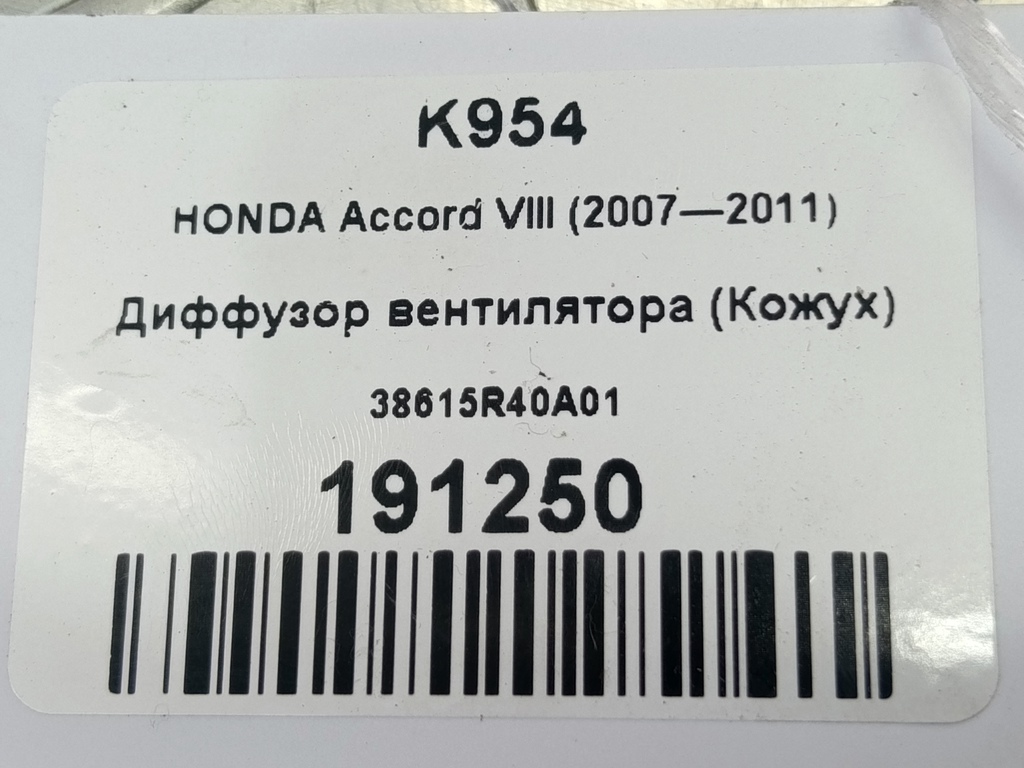 K954
HONDA Accord VIII (2007—2011)
Диффузор вентилятора (Кожух)
38615R40A01
191250